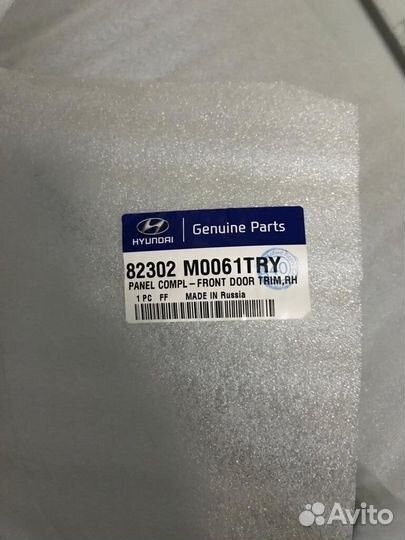 HYUNDAI
Genuine Parts
82302 M0061TRY
PANEL COMPL-FRONT DOOR TRIM,RH
1 PC FF MADE IN Russia
Avito